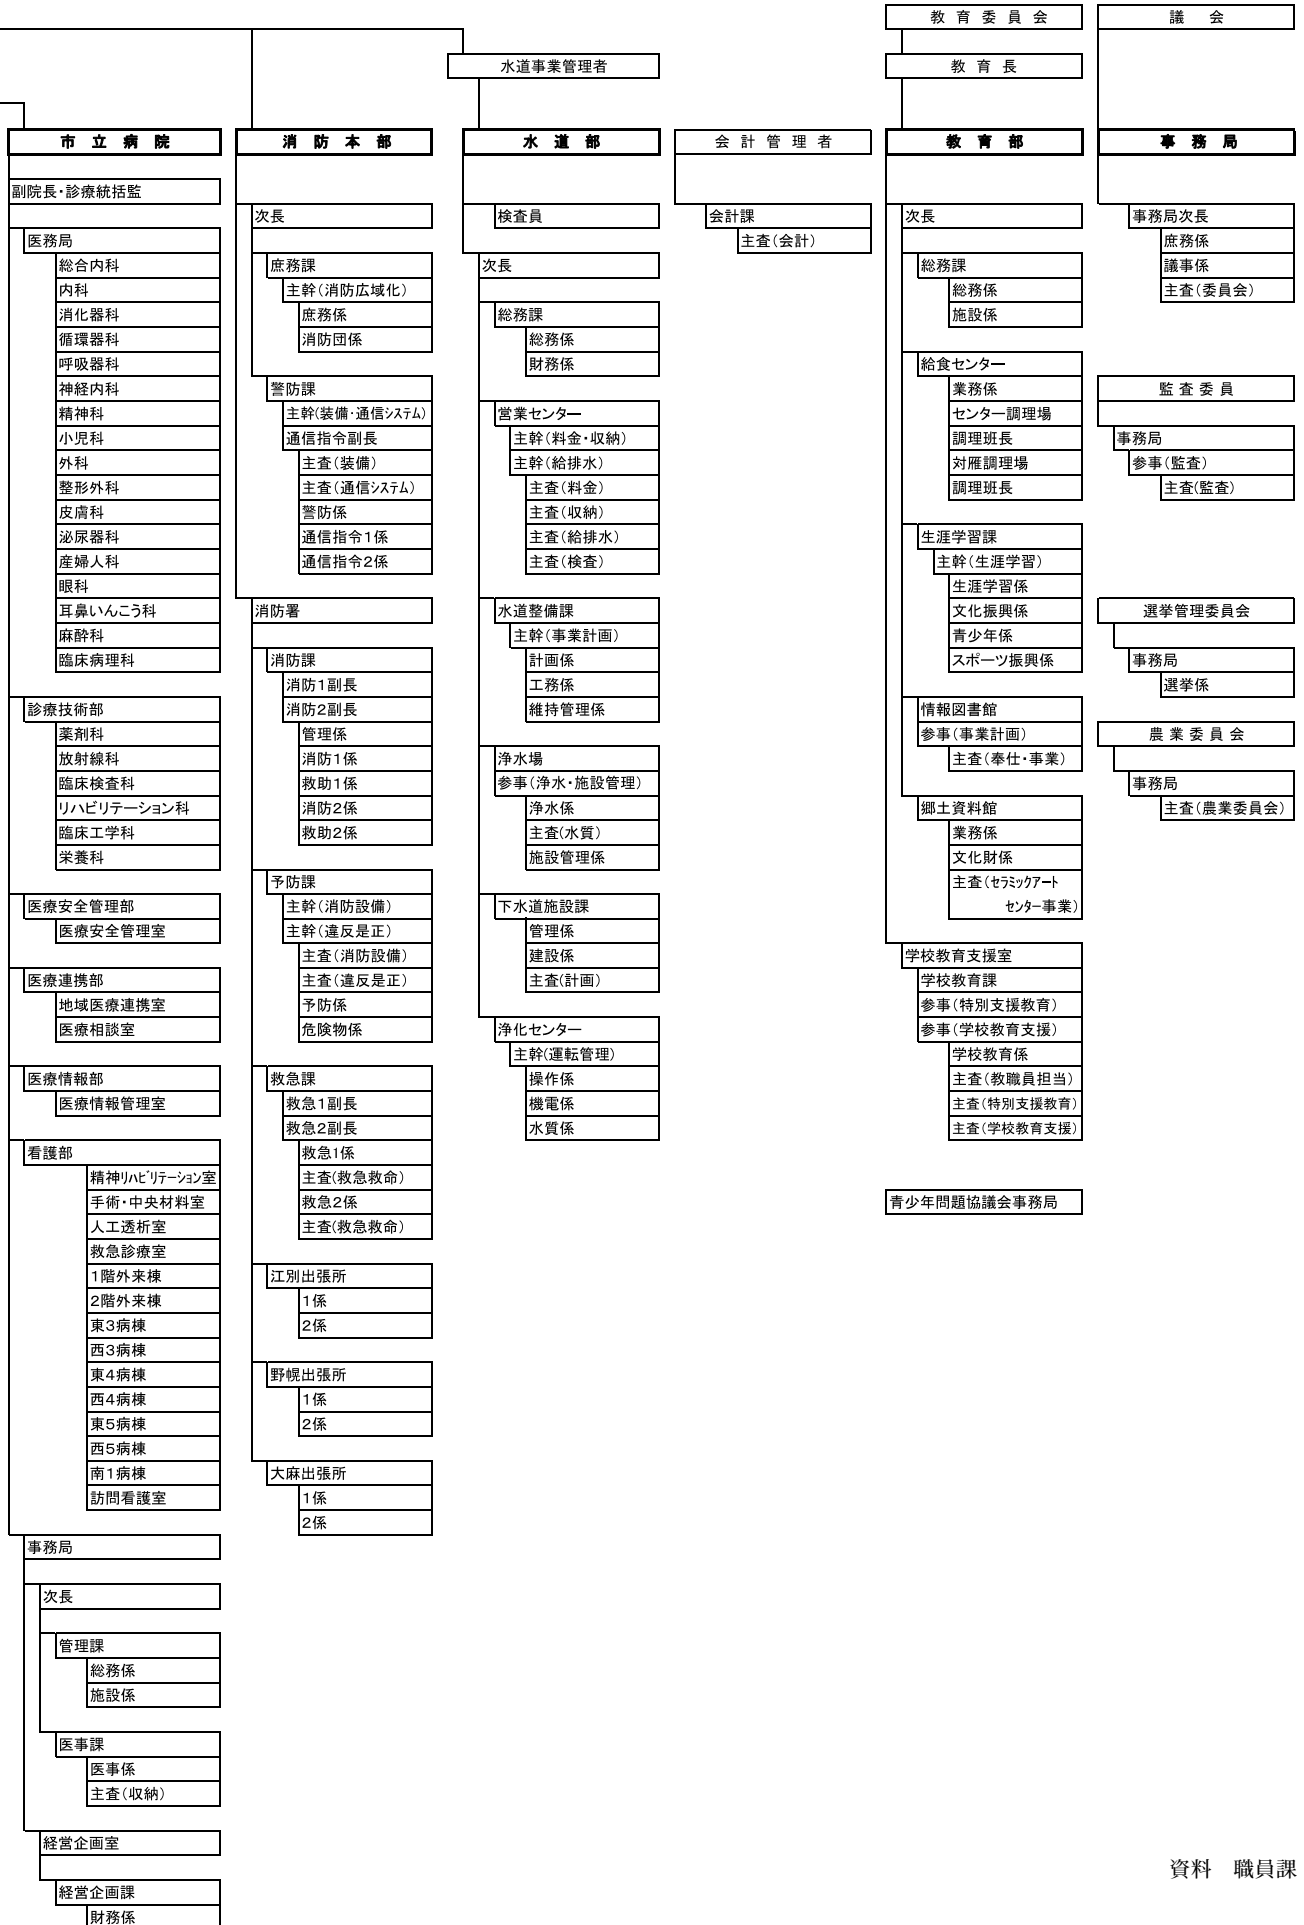 教育委員会
議会
水道事業管理者
教育長
市立病院
副院長・診療統括監
医務局
総合内科
内科
消化器科
循環器科
呼吸器科
神経内科
精神科
小児科
外科
整形外科
皮膚科
泌尿器科
産婦人科
眼科
耳鼻いんこう科
麻酔科
臨床病理科
診療技術部
薬剤科
放射線科
臨床検査科
リハビリテーション科
臨床工学科
栄養科
医療安全管理部
医療安全管理室
医療連携部
地域医療連携室
医療相談室
医療情報部
医療情報管理室
看護部
精神ﾘﾊﾋﾞﾘﾃｰｼｮﾝ室
手術・中央材料室
人工透析室
救急診療室
1階外来棟
2階外来棟
東3病棟
西3病棟
東4病棟
西4病棟
東5病棟
西5病棟
南1病棟
訪問看護室
事務局
次長
管理課
総務係
施設係
医事課
医事係
主査(収納)
経営企画室
経営企画課
財務係
消防本部
次長
庶務課
主幹(消防広域化)
庶務係
消防団係
警防課
主幹(装備・通信ｼｽﾃﾑ)
通信指令副長
主査(装備)
主査(通信ｼｽﾃﾑ)
警防係
通信指令1係
通信指令2係
消防署
消防課
消防1副長
消防2副長
管理係
消防1係
救助1係
消防2係
救助2係
予防課
主幹(消防設備)
主幹(違反是正)
主査(消防設備)
主査(違反是正)
予防係
危険物係
救急課
救急1副長
救急2副長
救急1係
主査(救急救命)
救急2係
主査(救急救命)
江別出張所
1係
2係
野幌出張所
1係
2係
大麻出張所
1係
2係
水道部
検査員
次長
総務課
総務係
財務係
営業センター
主幹(料金・収納)
主幹(給排水)
主査(料金)
主査(収納)
主査(給排水)
主査(検査)
水道整備課
主幹(事業計画)
計画係
工務係
維持管理係
浄水場
参事(浄水・施設管理)
浄水係
主査(水質)
施設管理係
下水道施設課
管理係
建設係
主査(計画)
浄化センター
主幹(運転管理)
操作係
機電係
水質係
会計管理者
会計課
主査(会計)
教育部
次長
総務課
総務係
施設係
給食センター
業務係
センター調理場
調理班長
対雁調理場
調理班長
生涯学習課
主幹(生涯学習)
生涯学習係
文化振興係
青少年係
スポーツ振興係
情報図書館
参事(事業計画)
主査(奉仕・事業)
郷土資料館
業務係
文化財係
主査(ｾﾗﾐｯｸｱｰﾄ
ｾﾝﾀｰ事業)
学校教育支援室
学校教育課
参事(特別支援教育)
参事(学校教育支援)
学校教育係
主査(教職員担当)
主査(特別支援教育)
主査(学校教育支援)
青少年問題協議会事務局
事務局
事務局次長
庶務係
議事係
主査(委員会)
監査委員
事務局
参事(監査)
主査(監査)
選挙管理委員会
事務局
選挙係
農業委員会
事務局
主査(農業委員会)
資料　職員課